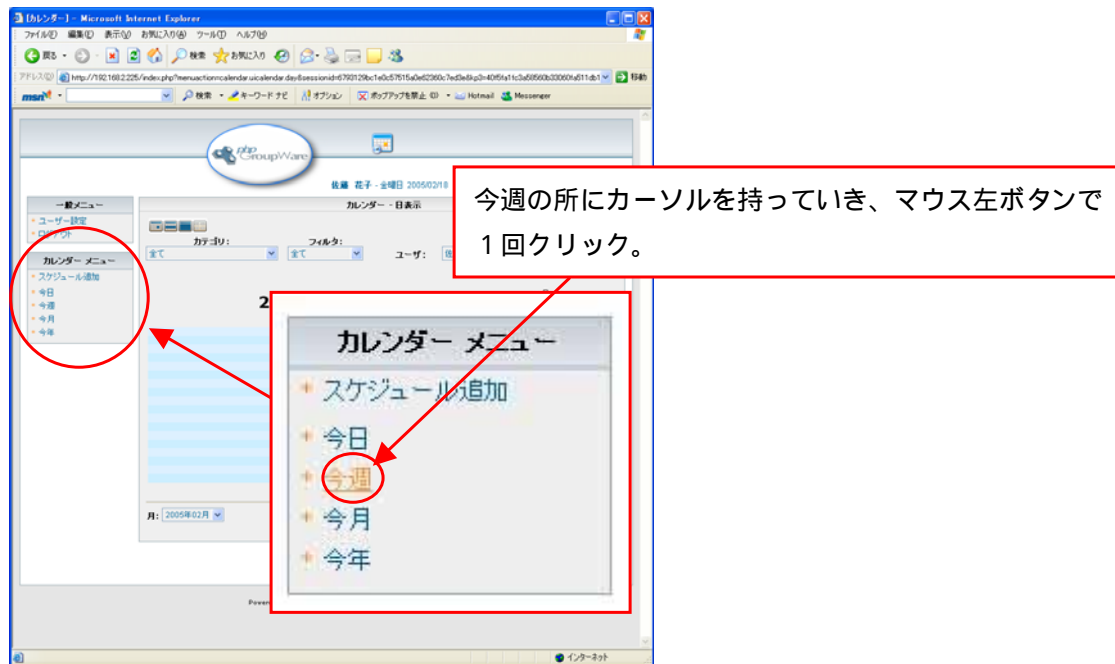 [カレンダー] - Microsoft Internet Explorer
ファイル(F) 編集(E) 表示(V) お気に入り(A) ツール(T) ヘルプ(H)
戻る 検索 お気に入り
アドレス(D) 移動
msn 検索 キーワード ナビ オプション ポップアップを禁止 Hotmail Messenger
php
GroupWare
佐藤 花子 - 金曜日 2005/02/18
一般メニュー
ユーザー設定
ログアウト
カレンダー メニュー
スケジュール追加
今日
今週
今月
今年
カレンダー - 日表示
カテゴリ: フィルタ: ユーザ:
全て 全て
2
月: 2005年02月
今週の所にカーソルを持っていき、マウス左ボタンで
1回クリック。
カレンダー メニュー
スケジュール追加
今日
今週
今月
今年
インターネット